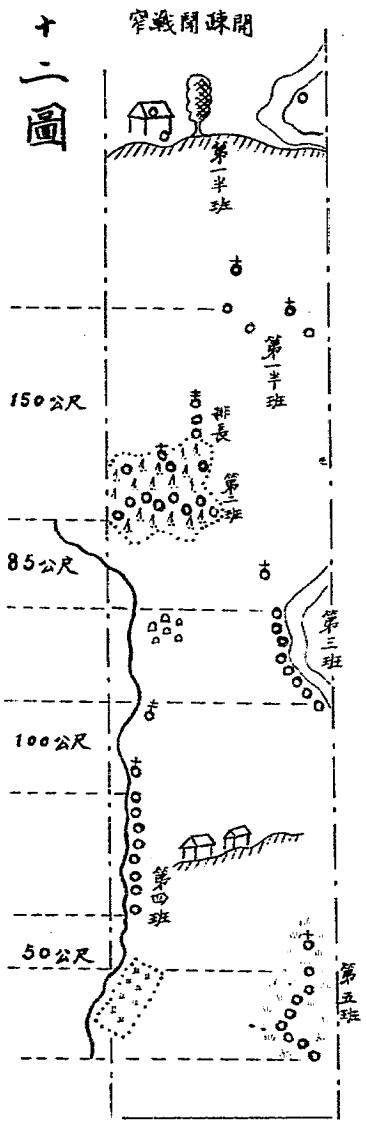 窄戰鬪疎開
十二圖
第一半班
第一半班
150公尺
排長
第二班
85公尺
第三班
100公尺
第四班
50公尺
第五班